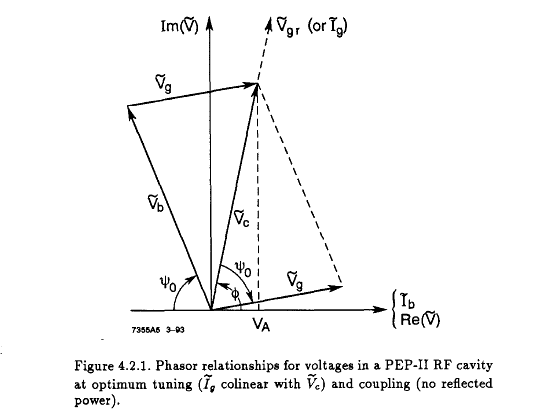 Im(Ṽ)
Ṽgr (or Ĩg)
Ṽg
Ṽb
Ṽc
ψ0
ψ0
ϕ
Ṽg
Ĩb
Re(Ṽ)
VA
7355A5 3–93
Figure 4.2.1. Phasor relationships for voltages in a PEP-II RF cavity
at optimum tuning (Ĩg colinear with Ṽc) and coupling (no reflected
power).